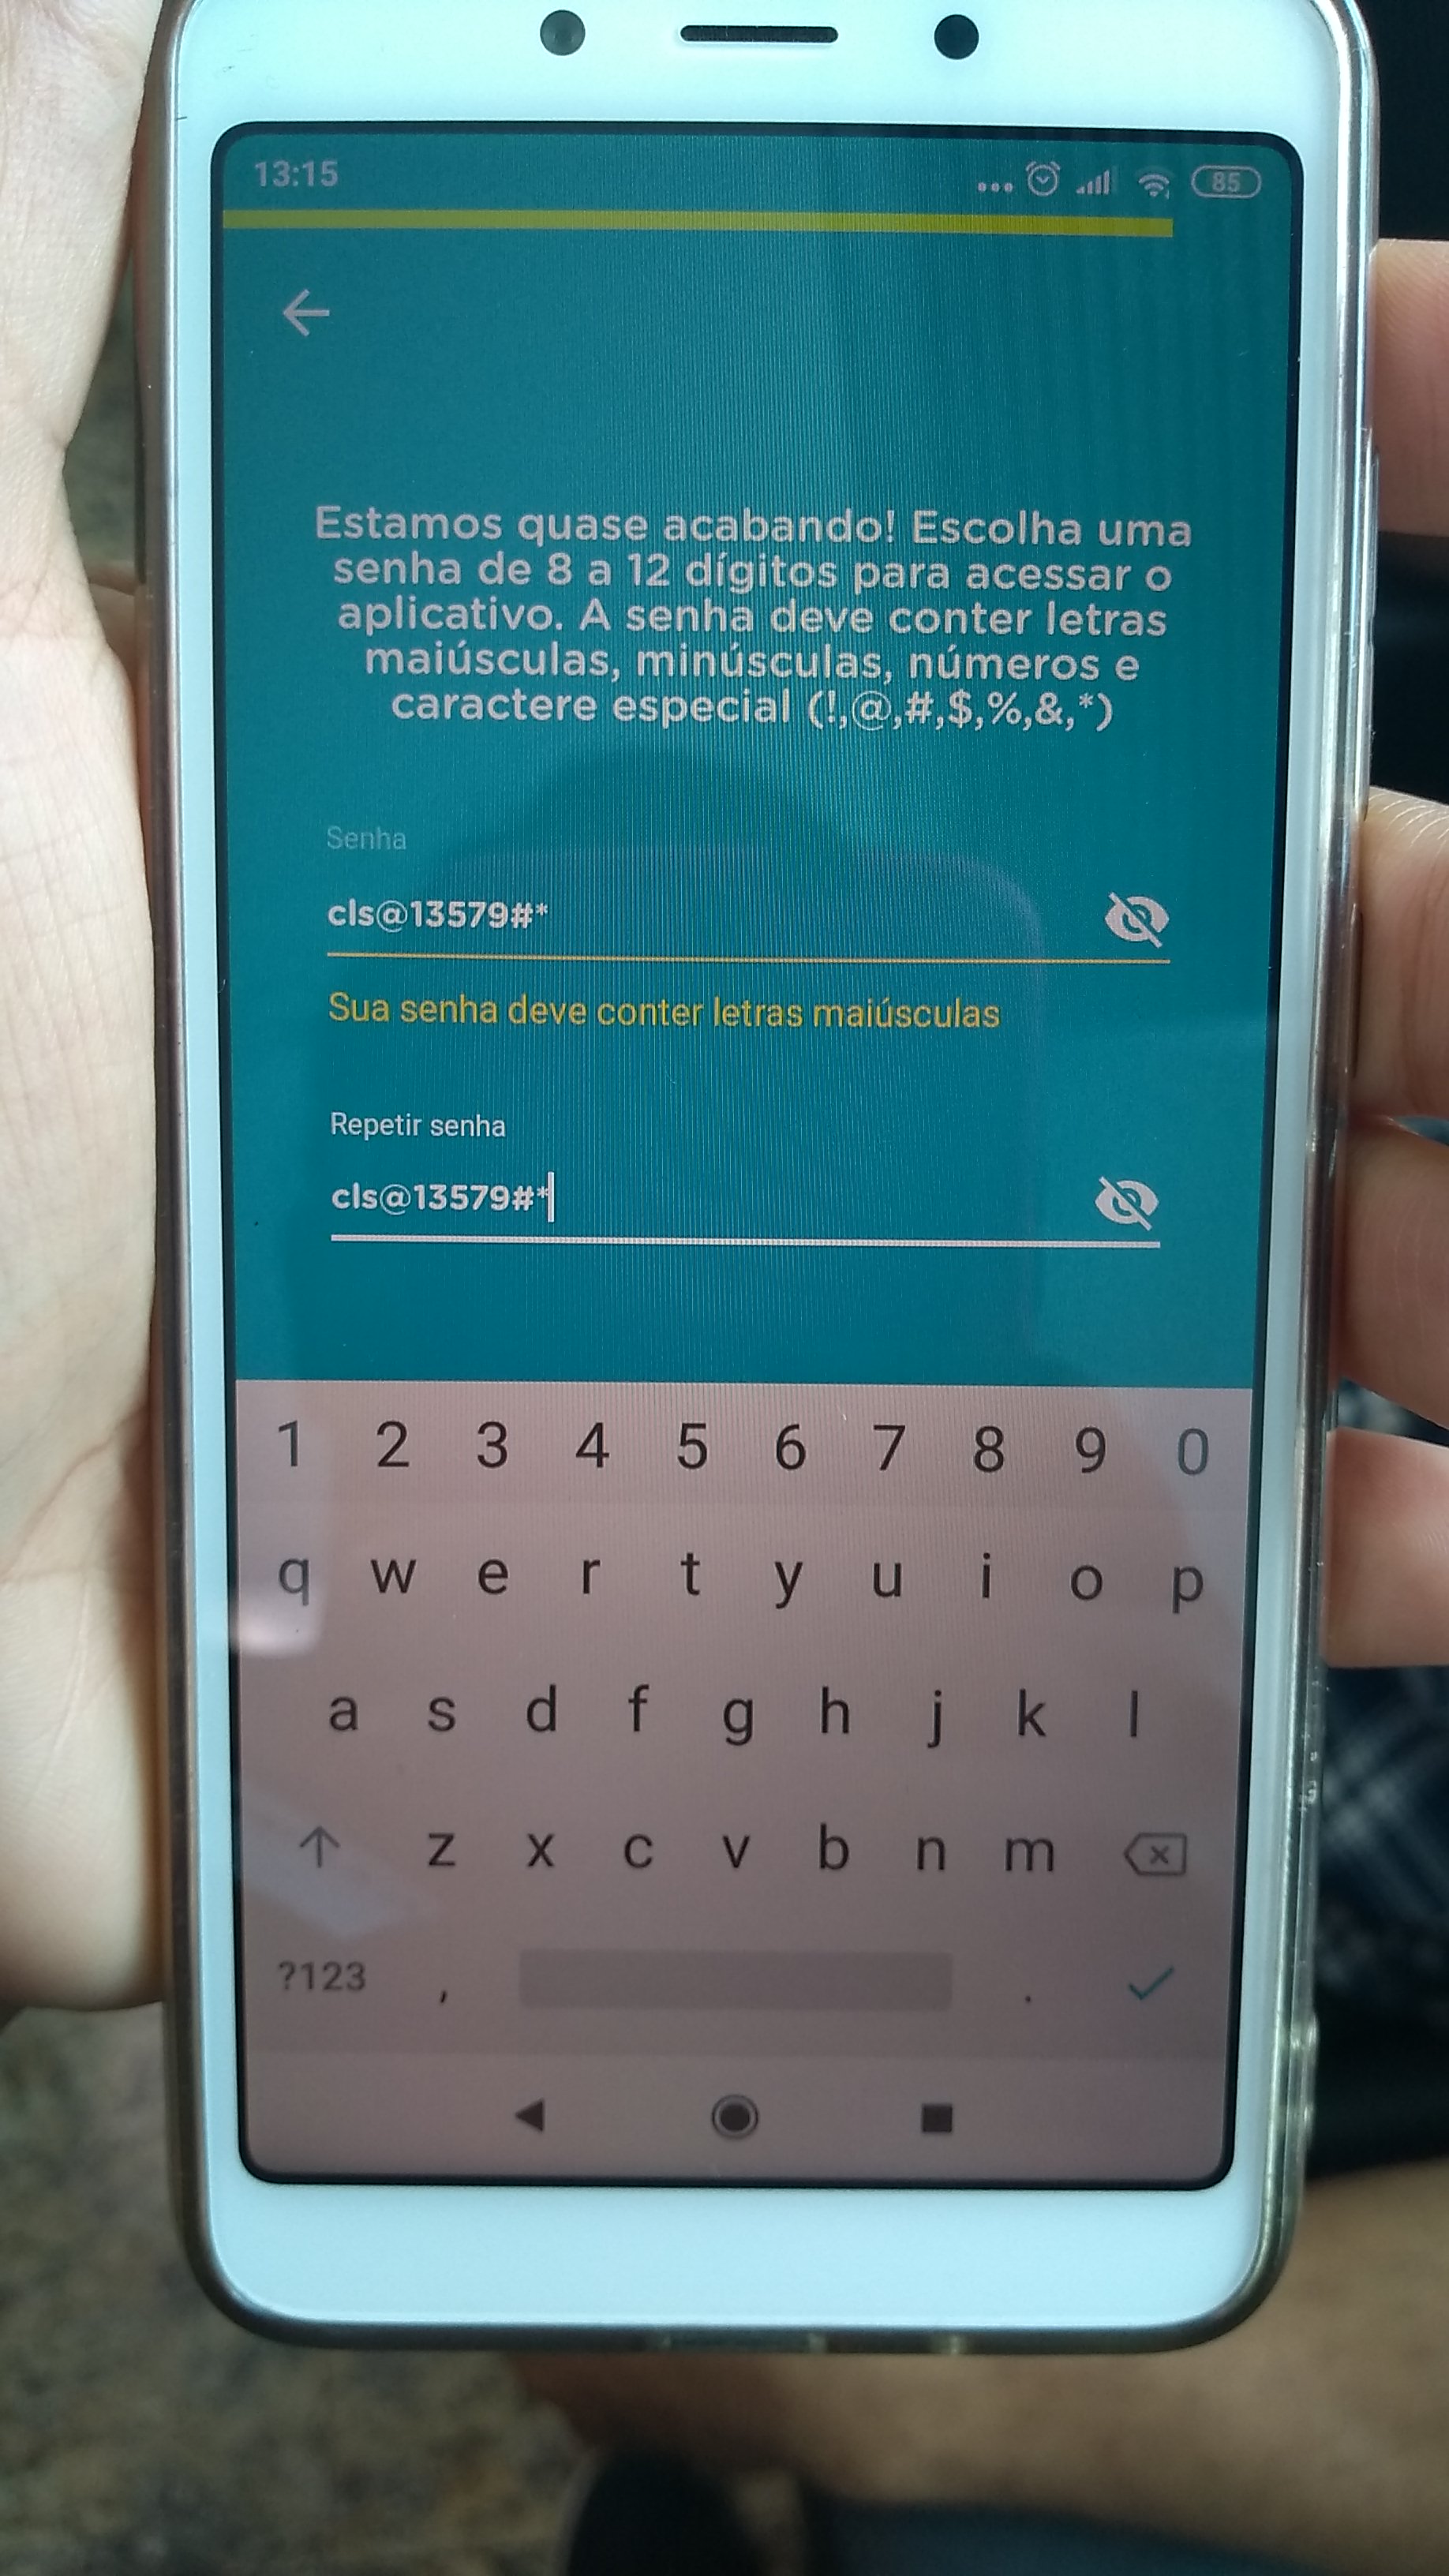 13:15
85
Estamos quase acabando! Escolha uma
senha de 8 a 12 dígitos para acessar o
aplicativo. A senha deve conter letras
maiúsculas, minúsculas, números e
caractere especial (!,@,#,$,%,&,*)
Senha
cls@13579#*
Sua senha deve conter letras maiúsculas
Repetir senha
cls@13579#*
1 2 3 4 5 6 7 8 9 0
q w e r t y u i o p
a s d f g h j k l
z x c v b n m
?123 , .